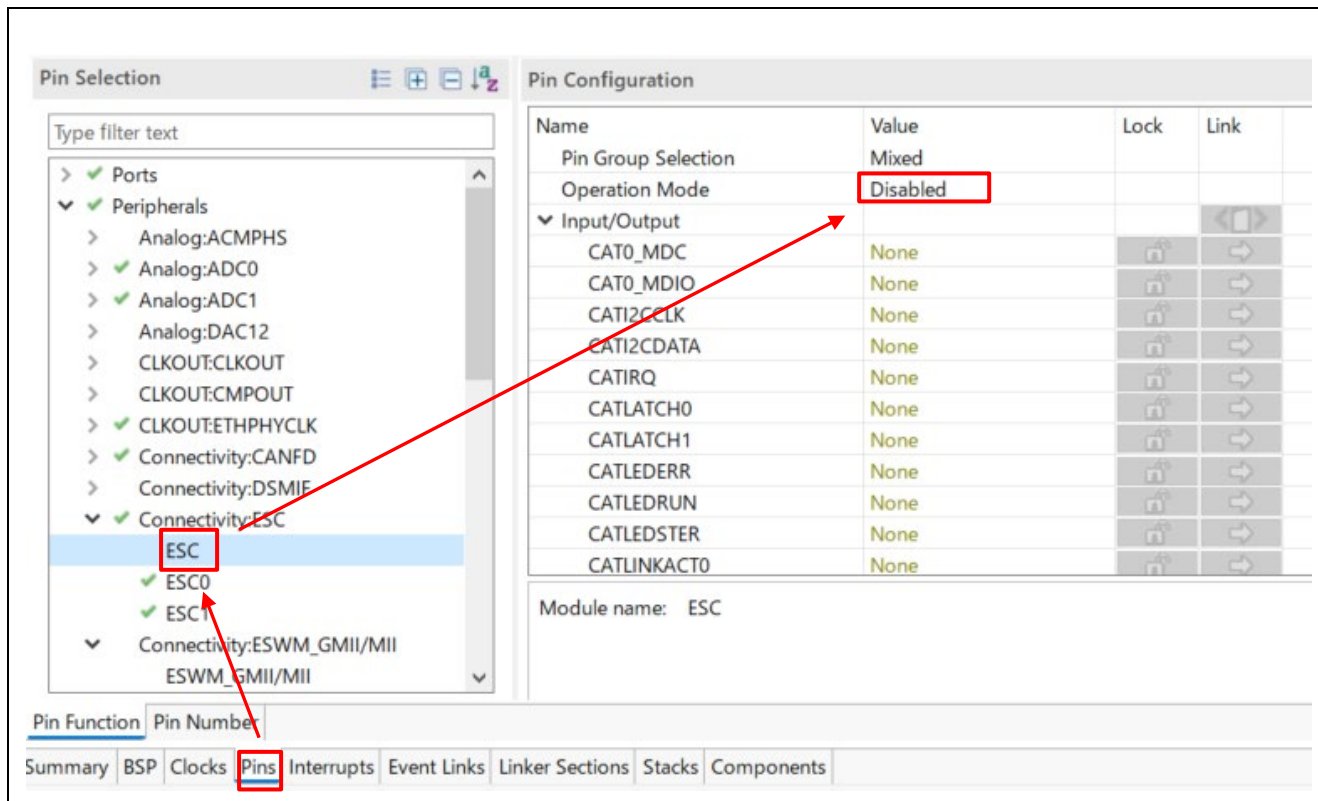 Pin Selection
Type filter text
Ports
Peripherals
Analog:ACMPHS
Analog:ADC0
Analog:ADC1
Analog:DAC12
CLKOUT:CLKOUT
CLKOUT:CMPOUT
CLKOUT:ETHPHYCLK
Connectivity:CANFD
Connectivity:DSMIF
Connectivity:ESC
ESC
ESC0
ESC1
Connectivity:ESWM_GMII/MII
ESWM_GMII/MII
Pin Configuration
Name Value Lock Link
Pin Group Selection Mixed
Operation Mode Disabled
Input/Output
CAT0_MDC None
CAT0_MDIO None
CATI2CCLK None
CATI2CDATA None
CATIRQ None
CATLATCH0 None
CATLATCH1 None
CATLEDERR None
CATLEDRUN None
CATLEDSTER None
CATLINKACT0 None
Module name: ESC
Pin Function Pin Number
Summary BSP Clocks Pins Interrupts Event Links Linker Sections Stacks Components